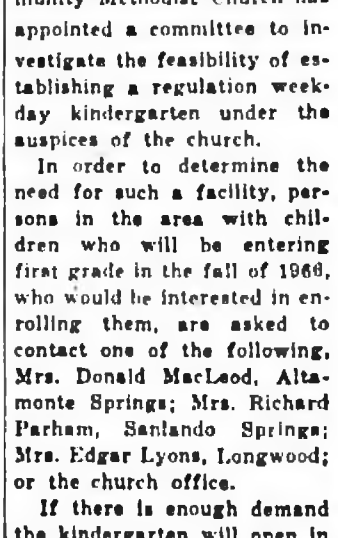 munity Methodist Church has
appointed a committee to in-
vestigate the feasibility of es-
tablishing a regulation week-
day kindergarten under the
auspices of the church.
In order to determine the
need for such a facility, per-
sons in the area with chil-
dren who will be entering
first grade in the fall of 1966,
who would be interested in en-
rolling them, are asked to
contact one of the following,
Mrs. Donald MacLeod, Alta-
monte Springs; Mrs. Richard
Parham, Sanlando Springs;
Mrs. Edgar Lyons, Longwood;
or the church office.
If there is enough demand
the kindergarten will open in